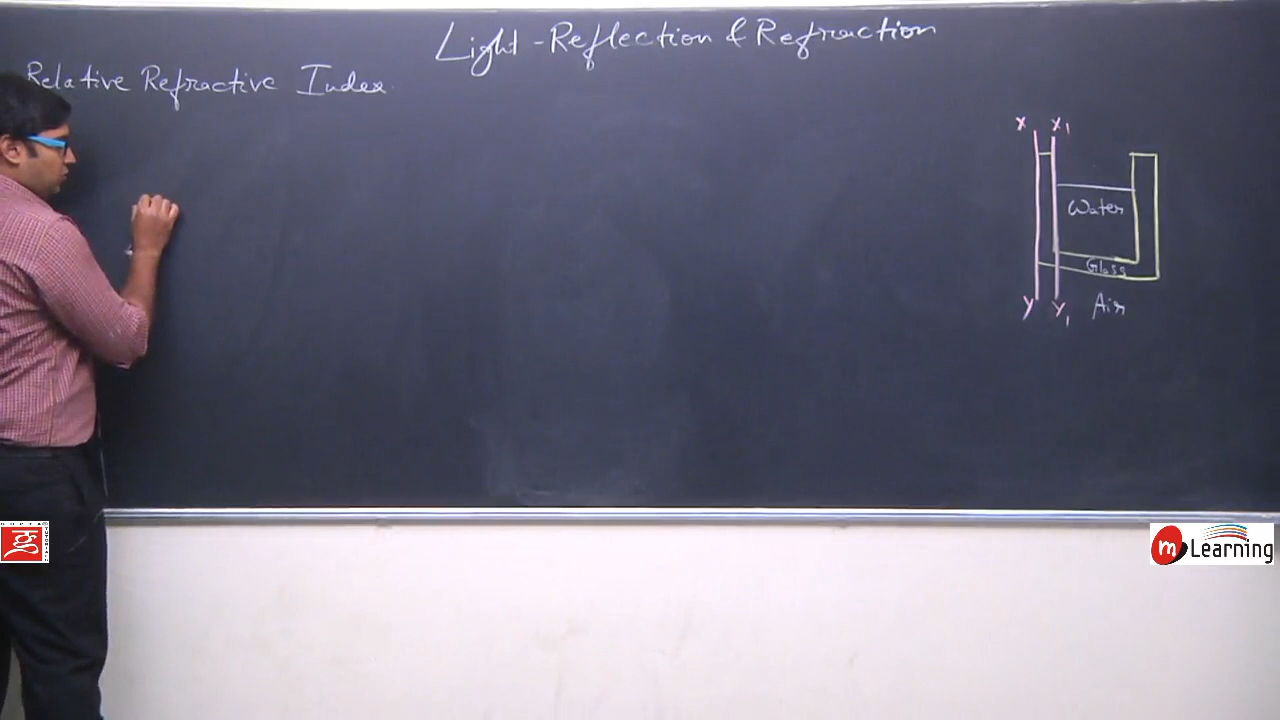 Light - Reflection & Refraction
Relative Refractive Index.
X X1
Water
Glass
Y Y1 Air
m Learning